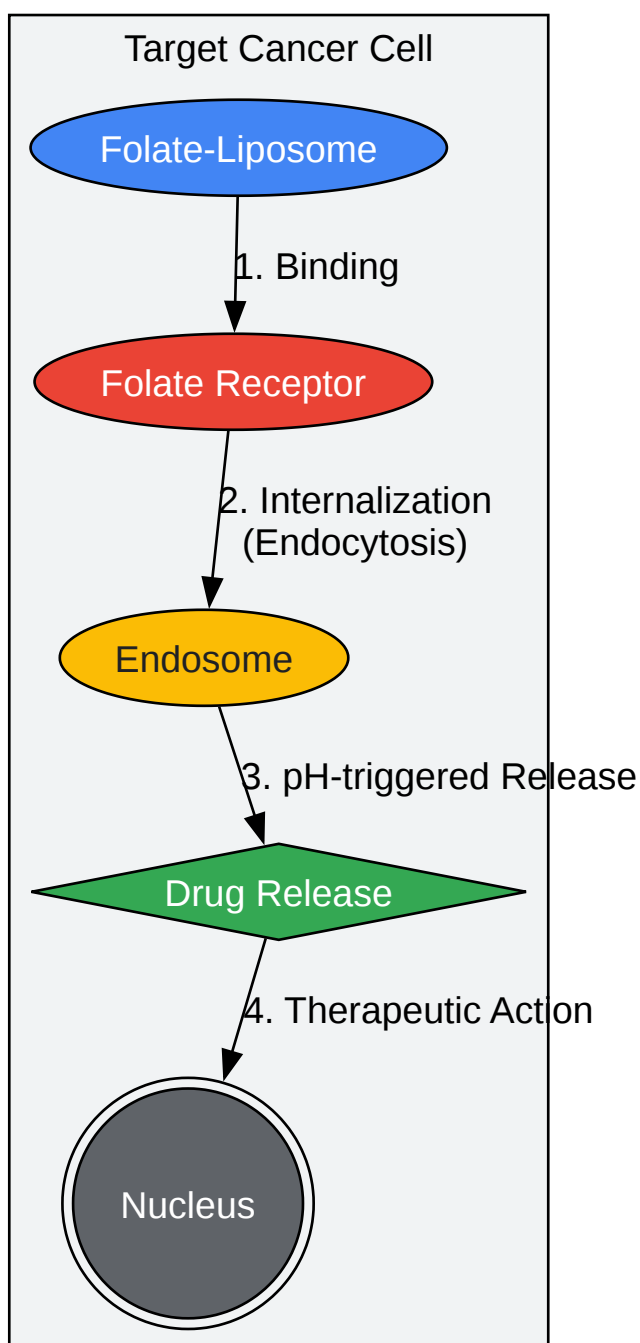 Target Cancer Cell
Folate-Liposome
1. Binding
Folate Receptor
2. Internalization
(Endocytosis)
Endosome
3. pH-triggered Release
Drug Release
4. Therapeutic Action
Nucleus